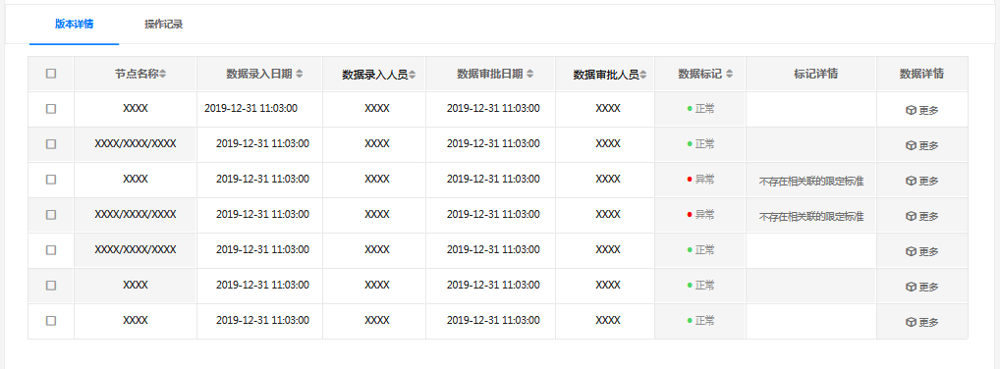 版本详情 操作记录
节点名称 数据录入日期 数据录入人员 数据审批日期 数据审批人员 数据标记 标记详情 数据详情
XXXX 2019-12-31 11:03:00 XXXX 2019-12-31 11:03:00 XXXX 正常 更多
XXXX/XXXX/XXXX 2019-12-31 11:03:00 XXXX 2019-12-31 11:03:00 XXXX 正常 更多
XXXX 2019-12-31 11:03:00 XXXX 2019-12-31 11:03:00 XXXX 异常 不存在相关联的限定标准 更多
XXXX/XXXX/XXXX 2019-12-31 11:03:00 XXXX 2019-12-31 11:03:00 XXXX 异常 不存在相关联的限定标准 更多
XXXX/XXXX/XXXX 2019-12-31 11:03:00 XXXX 2019-12-31 11:03:00 XXXX 正常 更多
XXXX 2019-12-31 11:03:00 XXXX 2019-12-31 11:03:00 XXXX 正常 更多
XXXX 2019-12-31 11:03:00 XXXX 2019-12-31 11:03:00 XXXX 正常 更多